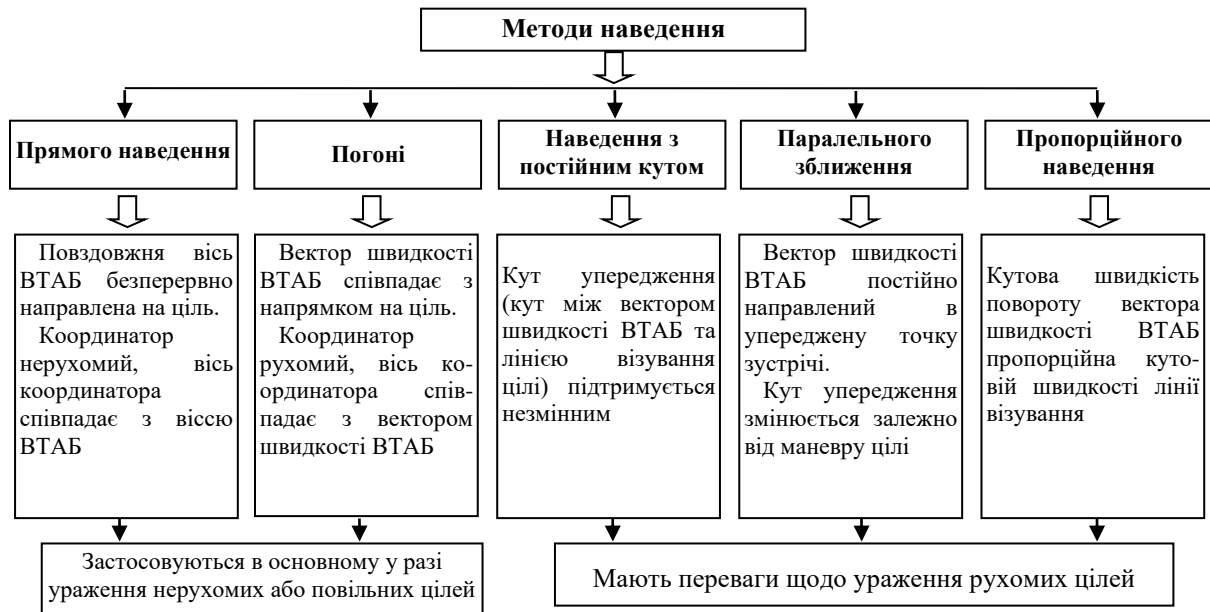 Методи наведення
Прямого наведення
Погоні
Наведення з
постійним кутом
Паралельного
зближення
Пропорційного
наведення
Повздовжня вісь
ВТАБ безперервно
направлена на ціль.
Координатор
нерухомий, вісь
координатора
співпадає з віссю
ВТАБ
Вектор швидкості
ВТАБ співпадає з
напрямком на ціль.
Координатор
рухомий, вісь ко-
ординатора спів-
падає з вектором
швидкості ВТАБ
Кут упередження
(кут між вектором
швидкості ВТАБ та
лінією візування
цілі) підтримується
незмінним
Вектор швидкості
ВТАБ постійно
направлений в
упереджену точку
зустрічі.
Кут упередження
змінюється залежно
від маневру цілі
Кутова швидкість
повороту вектора
швидкості ВТАБ
пропорційна куто-
вій швидкості лінії
візування
Застосовуються в основному у разі
ураження нерухомих або повільних цілей
Мають переваги щодо ураження рухомих цілей